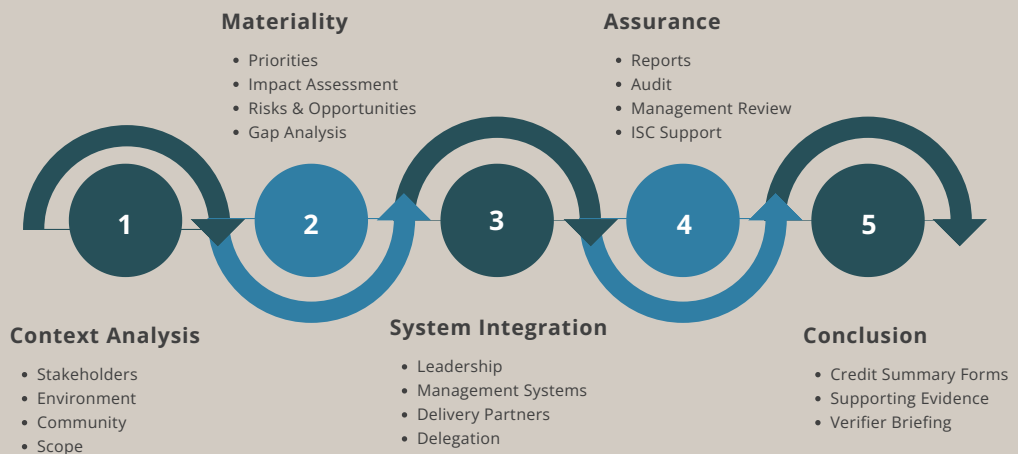 Materiality
Priorities
Impact Assessment
Risks & Opportunities
Gap Analysis
Assurance
Reports
Audit
Management Review
ISC Support
1
2
3
4
5
Context Analysis
Stakeholders
Environment
Community
Scope
System Integration
Leadership
Management Systems
Delivery Partners
Delegation
Conclusion
Credit Summary Forms
Supporting Evidence
Verifier Briefing